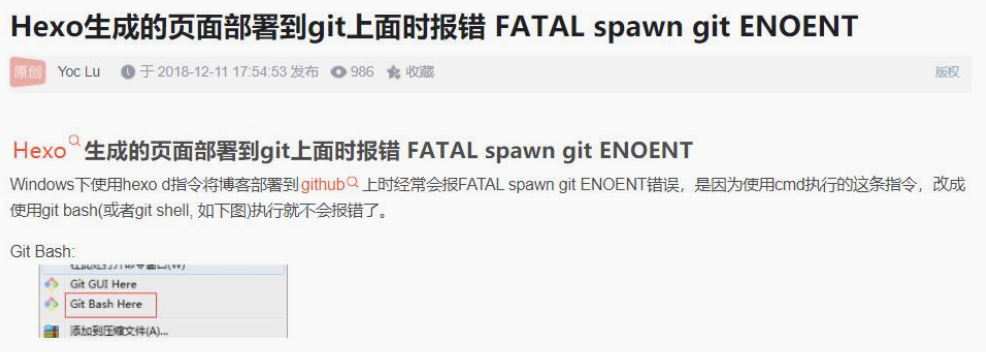 Hexo生成的页面部署到git上面时报错 FATAL spawn git ENOENT
原创 Yoc Lu 于 2018-12-11 17:54:53 发布 986 收藏 版权
Hexo生成的页面部署到git上面时报错 FATAL spawn git ENOENT
Windows下使用hexo d指令将博客部署到github上时经常会报FATAL spawn git ENOENT错误，是因为使用cmd执行的这条指令，改成
使用git bash(或者git shell, 如下图)执行就不会报错了。
Git Bash:
Git GUI Here
Git Bash Here
添加到压缩文件(A)...